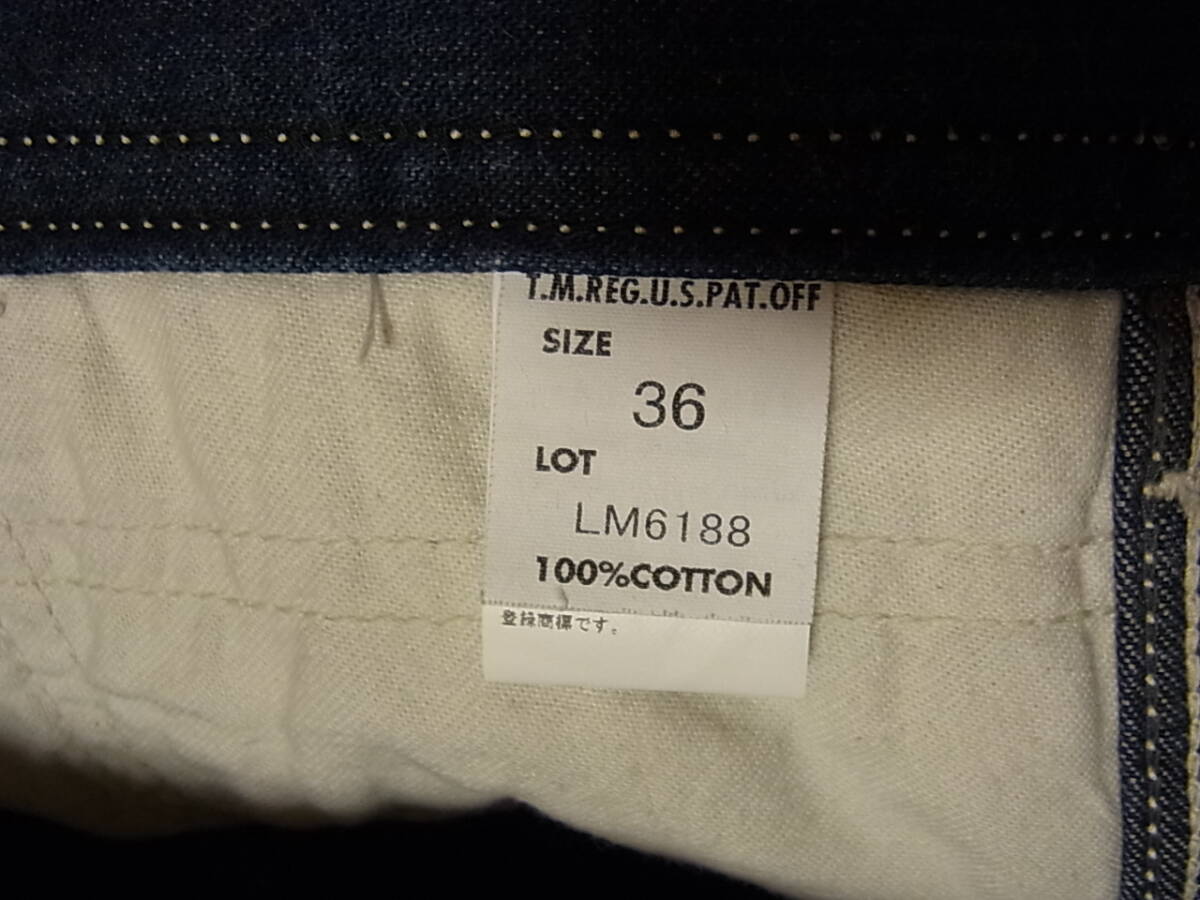 T.M.REG.U.S.PAT.OFF
SIZE
36
LOT
LM6188
100%COTTON
登録商標です。